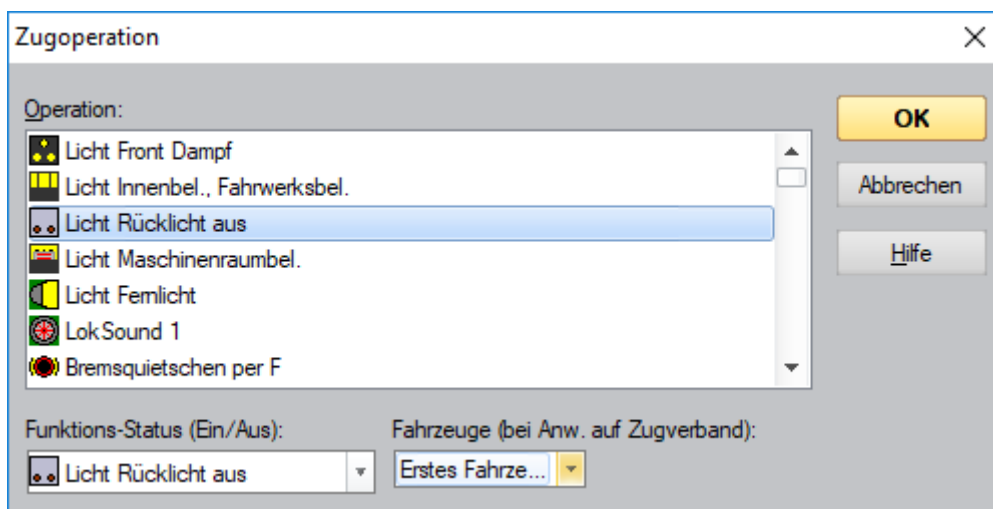 Zugoperation
Operation:
Licht Front Dampf
Licht Innenbel., Fahrwerksbel.
Licht Rücklicht aus
Licht Maschinenraumbel.
Licht Fernlicht
LokSound 1
Bremsquietschen per F
OK
Abbrechen
Hilfe
Funktions-Status (Ein/Aus):
Licht Rücklicht aus
Fahrzeuge (bei Anw. auf Zugverband):
Erstes Fahrze...